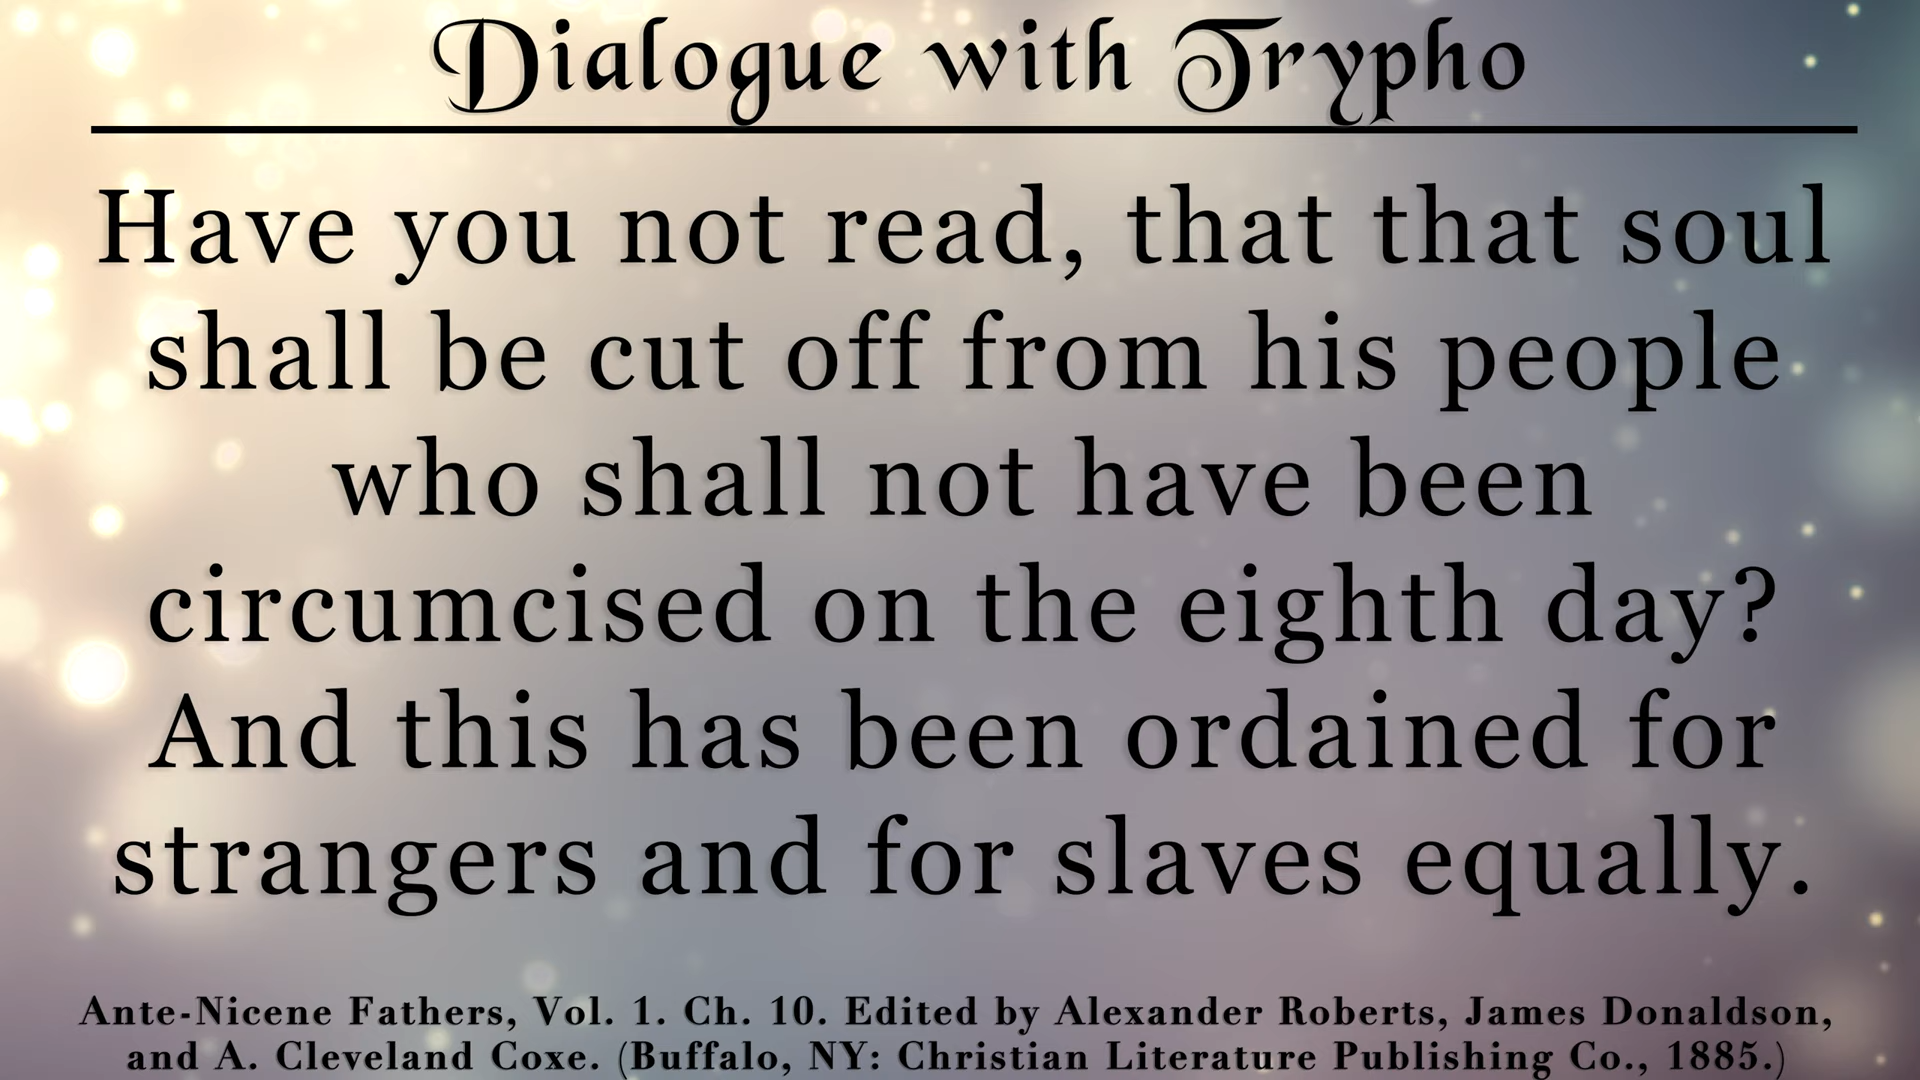 Dialogue with Trypho
Have you not read, that that soul
shall be cut off from his people
who shall not have been
circumcised on the eighth day?
And this has been ordained for
strangers and for slaves equally.
Ante-Nicene Fathers, Vol. 1. Ch. 10. Edited by Alexander Roberts, James Donaldson,
and A. Cleveland Coxe. (Buffalo, NY: Christian Literature Publishing Co., 1885.)